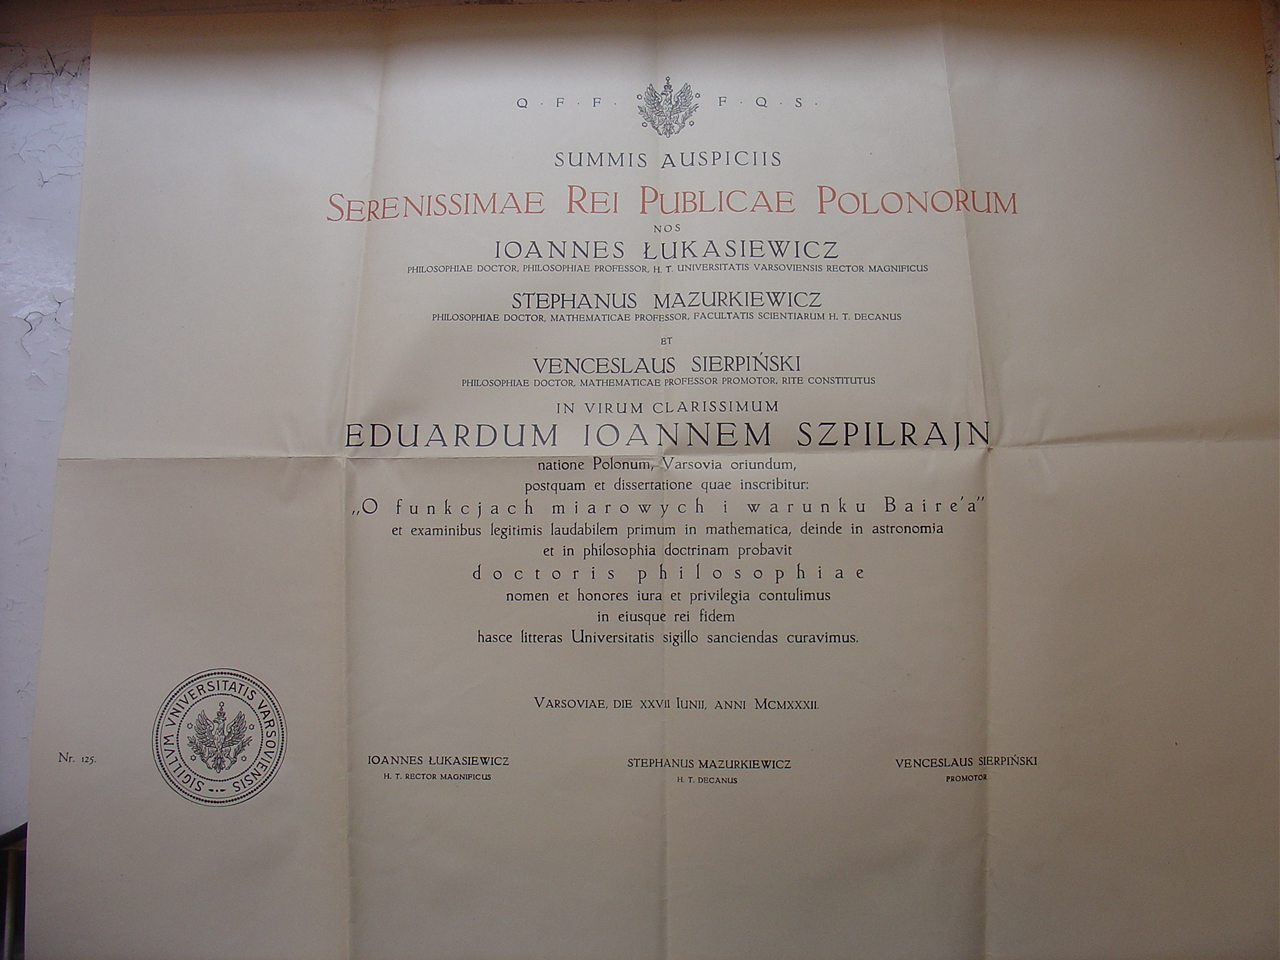 Q · F · F · F · Q · S ·
SUMMIS AUSPICIIS
SERENISSIMAE REI PUBLICAE POLONORUM
NOS
IOANNES ŁUKASIEWICZ
PHILOSOPHIAE DOCTOR, PHILOSOPHIAE PROFESSOR, H. T. UNIVERSITATIS VARSOVIENSIS RECTOR MAGNIFICUS
STEPHANUS MAZURKIEWICZ
PHILOSOPHIAE DOCTOR, MATHEMATICAE PROFESSOR, FACULTATIS SCIENTIARUM H. T. DECANUS
ET
VENCESLAUS SIERPIŃSKI
PHILOSOPHIAE DOCTOR, MATHEMATICAE PROFESSOR PROMOTOR, RITE CONSTITUTUS
IN VIRUM CLARISSIMUM
EDUARDUM IOANNEM SZPILRAJN
natione Polonum, Varsovia oriundum,
postquam et dissertatione quae inscribitur:
„O funkcjach miarowych i warunku Baire'a”
et examinibus legitimis laudabilem primum in mathematica, deinde in astronomia
et in philosophia doctrinam probavit
doctoris philosophiae
nomen et honores iura et privilegia contulimus
in eiusque rei fidem
hasce litteras Universitatis sigillo sanciendas curavimus.
VARSOVIAE, DIE XXVII IUNII, ANNI MCMXXXII.
SIGILLVM VNIVERSITATIS VARSOVIENSIS
Nr. 125.
IOANNES ŁUKASIEWICZ
H. T. RECTOR MAGNIFICUS
STEPHANUS MAZURKIEWICZ
H. T. DECANUS
VENCESLAUS SIERPIŃSKI
PROMOTOR